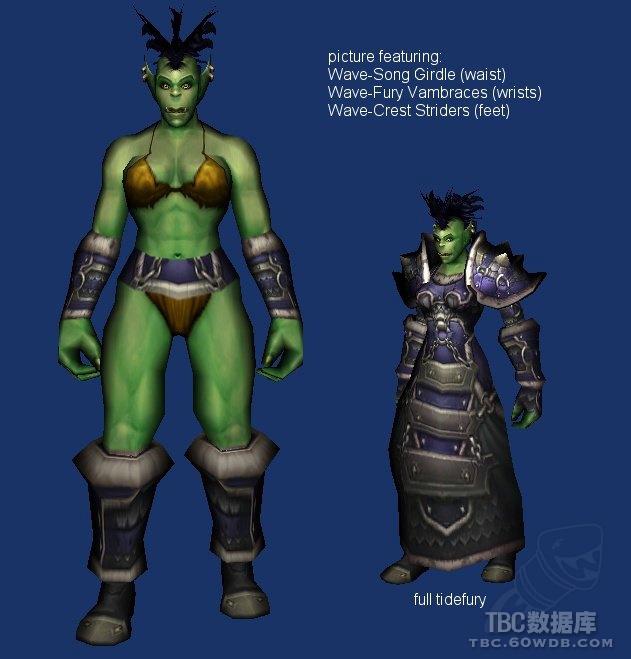 picture featuring:
Wave-Song Girdle (waist)
Wave-Fury Vambraces (wrists)
Wave-Crest Striders (feet)
full tidefury
TBC数据库
TBC.60WDB.COM